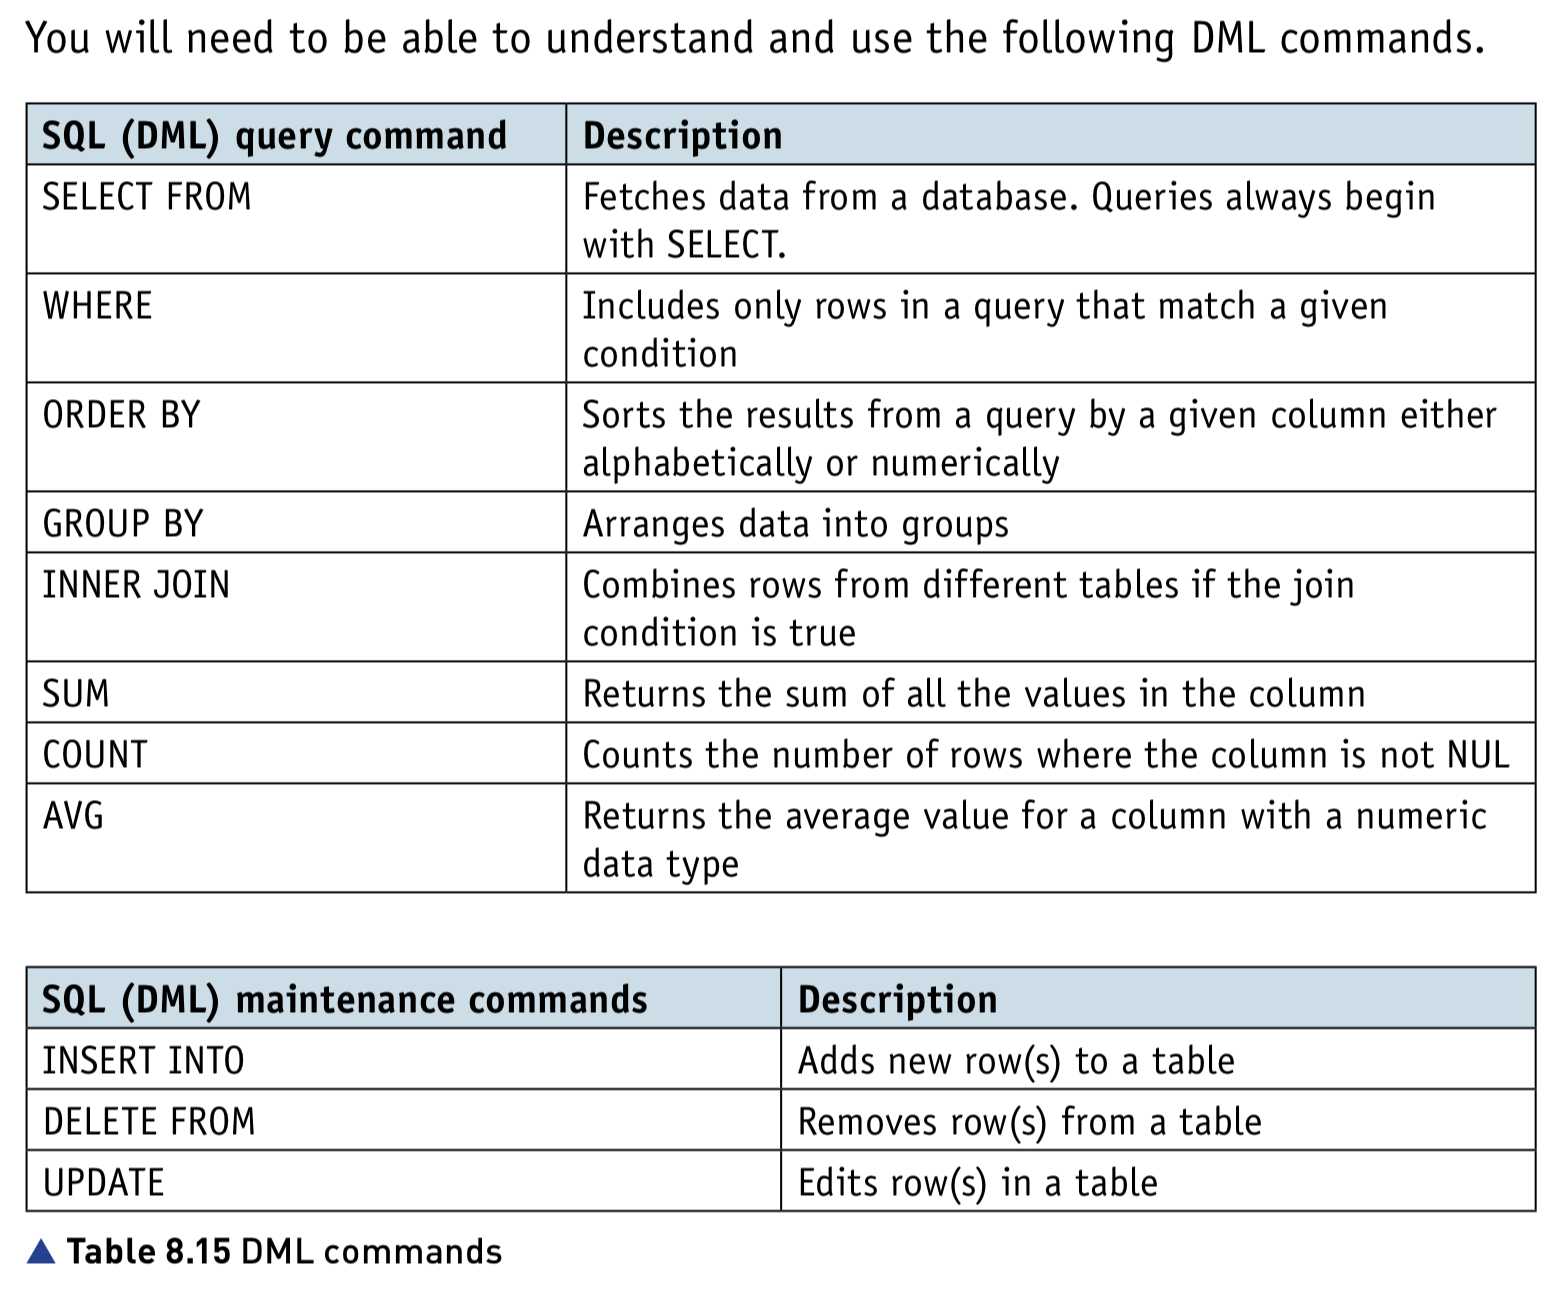 You will need to be able to understand and use the following DML commands.
SQL (DML) query command
Description
SELECT FROM
Fetches data from a database. Queries always begin
with SELECT.
WHERE
Includes only rows in a query that match a given
condition
ORDER BY
Sorts the results from a query by a given column either
alphabetically or numerically
GROUP BY
Arranges data into groups
INNER JOIN
Combines rows from different tables if the join
condition is true
SUM
Returns the sum of all the values in the column
COUNT
Counts the number of rows where the column is not NUL
AVG
Returns the average value for a column with a numeric
data type
SQL (DML) maintenance commands
Description
INSERT INTO
Adds new row(s) to a table
DELETE FROM
Removes row(s) from a table
UPDATE
Edits row(s) in a table
▲ Table 8.15 DML commands